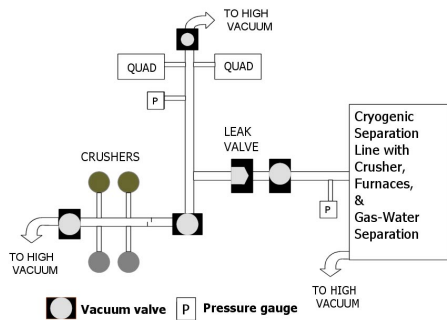 TO HIGH
VACUUM
QUAD
QUAD
P
LEAK
VALVE
CRUSHERS
Cryogenic
Separation
Line with
Crusher,
Furnaces,
&
Gas-Water
Separation
P
TO HIGH
VACUUM
TO HIGH
VACUUM
Vacuum valve
P
Pressure gauge